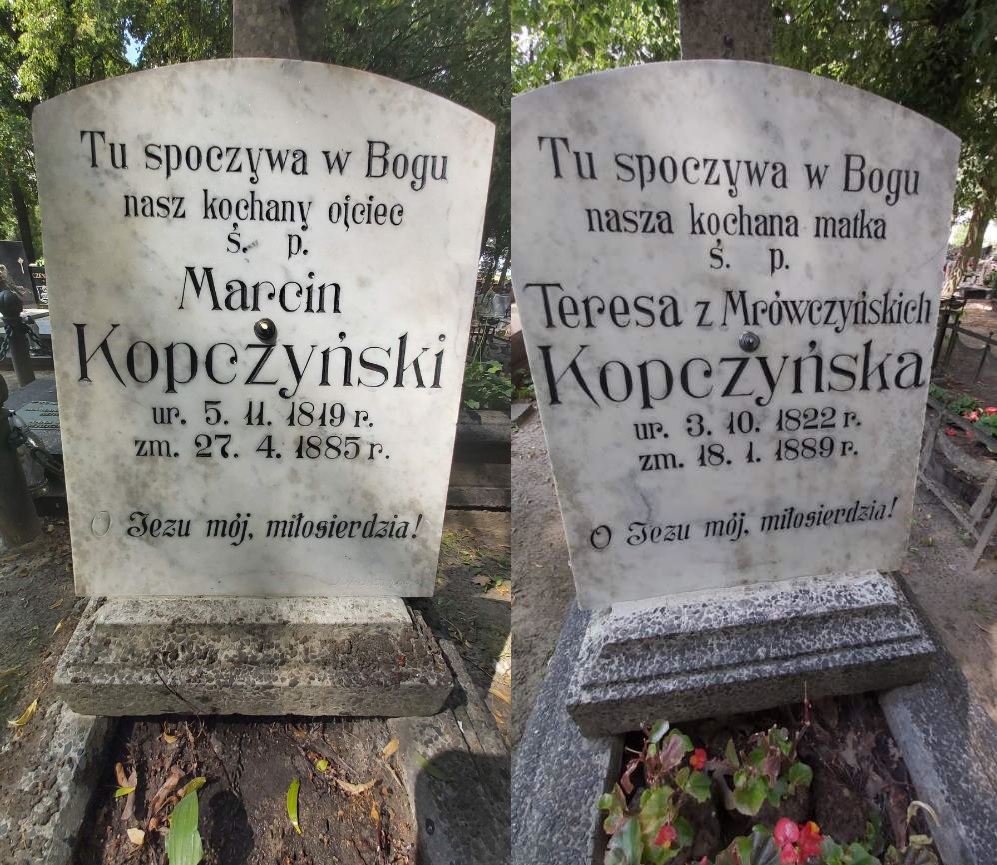 Tu spoczywa w Bogu
nasz kochany ojciec
ś. p.
Marcin
Kopczyński
ur. 5. 11. 1819 r.
zm. 27. 4. 1885 r.
O Jezu mój, miłosierdzia!
Tu spoczywa w Bogu
nasza kochana matka
ś. p.
Teresa z Mrówczyńskich
Kopczyńska
ur. 3. 10. 1822 r.
zm. 18. 1. 1889 r.
O Jezu mój, miłosierdzia!